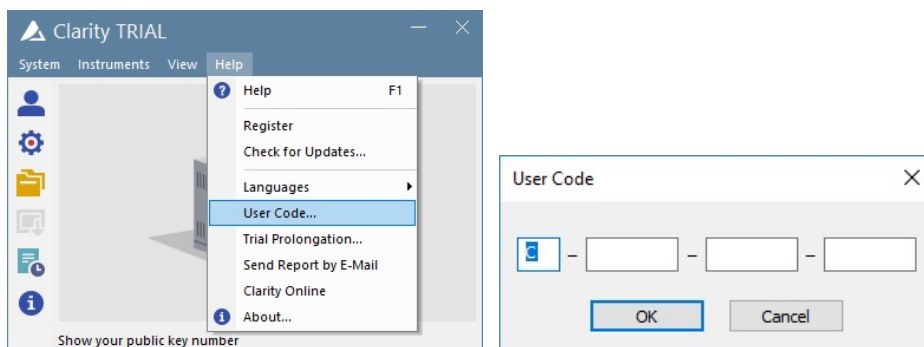 Clarity TRIAL
System Instruments View Help
Help F1
Register
Check for Updates...
Languages
User Code...
Trial Prolongation...
Send Report by E-Mail
Clarity Online
About...
Show your public key number
User Code
C – – –
OK Cancel